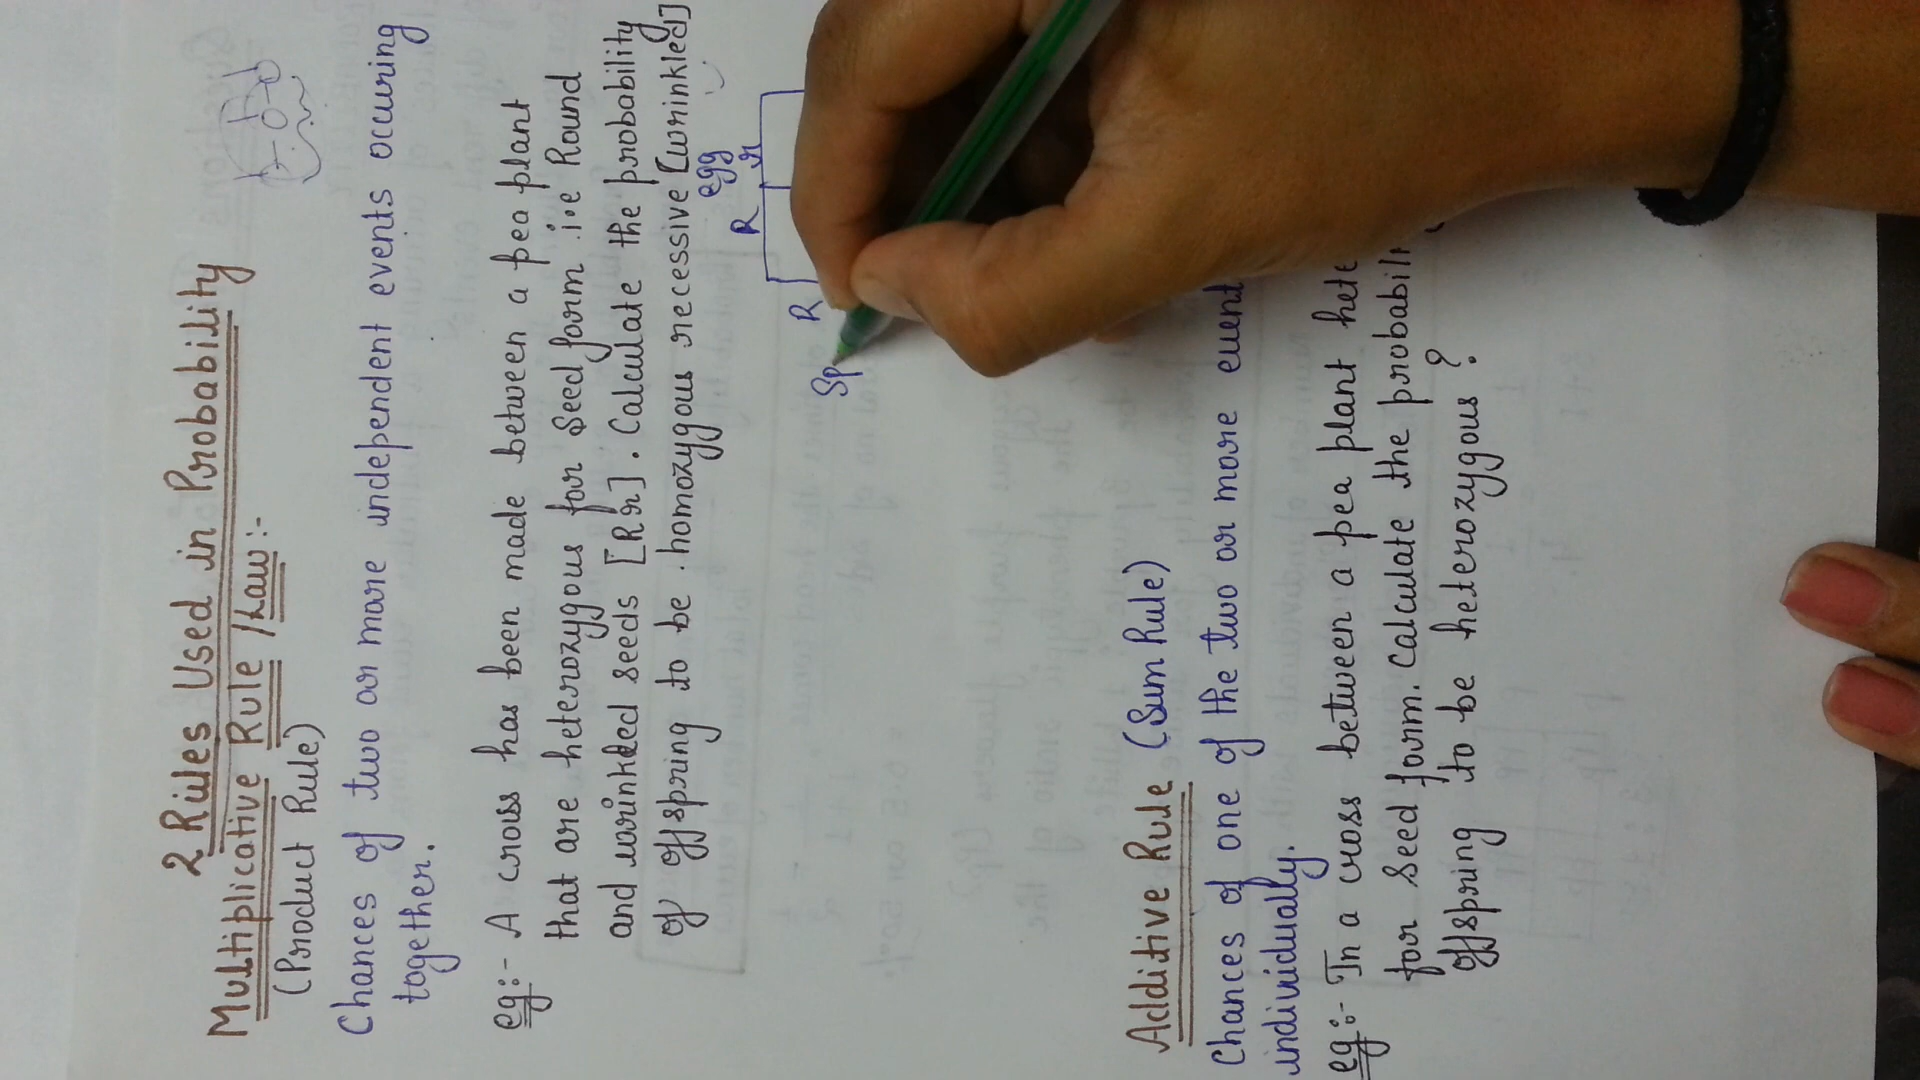 2 Rules Used in Probability
Multiplicative Rule / Law :-
(Product Rule)
Chances of two or more independent events occuring
together.
eg:- A cross has been made between a pea plant
that are heterozygous for Seed form i.e Round
and wrinkled seeds [Rr]. Calculate the probability
of offspring to be homozygous recessive [wrinkled]
egg
R r
R
Sp
Additive Rule (Sum Rule)
Chances of one of the two or more event
individualy.
eg:- In a cross between a pea plant hete
for Seed form. Calculate the probabili
offspring to be heterozygous ?